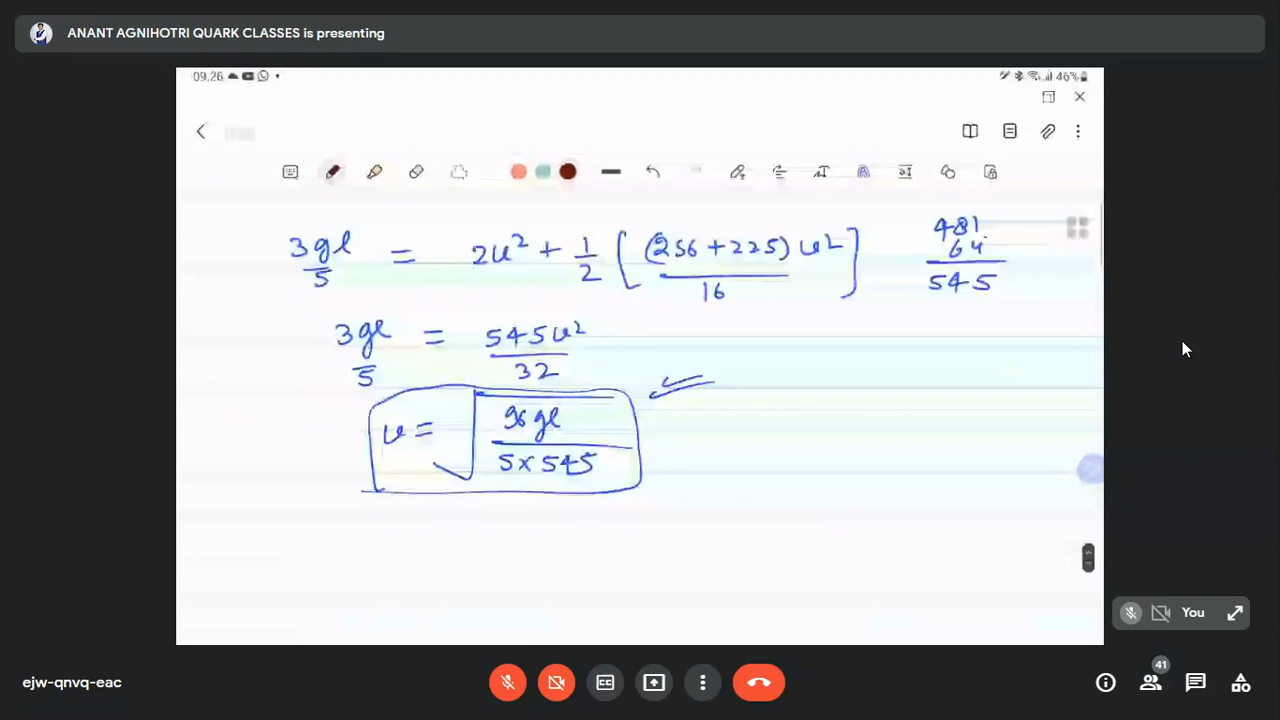 ANANT AGNIHOTRI QUARK CLASSES is presenting
09.26
46%
3gl/5 = 2u² + 1/2 [(256+225)u²/16]
481
64
545
3gl/5 = 545u²/32
u = √(96gl/5×545)
You
ejw-qnvq-eac
CC
41